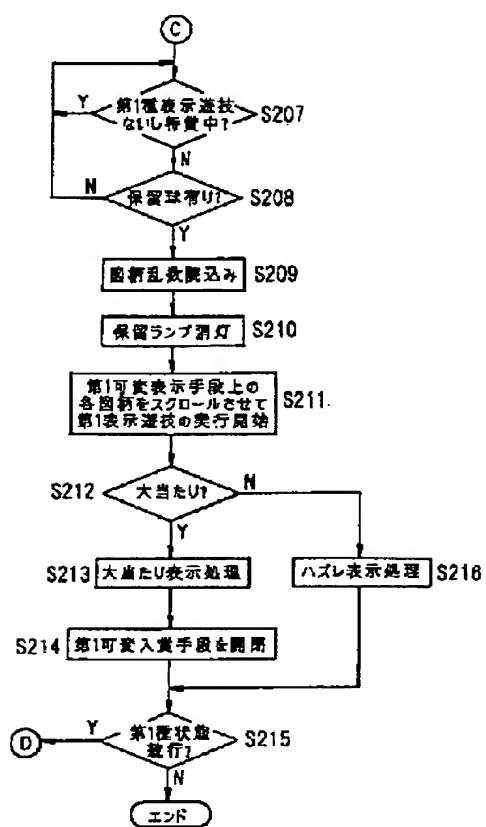 C
第1種表示遊技
ないし特賞中?
S207
Y
N
保留球有り?
S208
N
Y
図柄乱数読込み
S209
保留ランプ消灯
S210
第1可変表示手段上の
各図柄をスクロールさせて
第1表示遊技の実行開始
S211
S212
大当たり?
N
Y
S213
大当たり表示処理
ハズレ表示処理
S216
S214
第1可変入賞手段を開閉
第1種状態
続行?
S215
Y
D
N
エンド